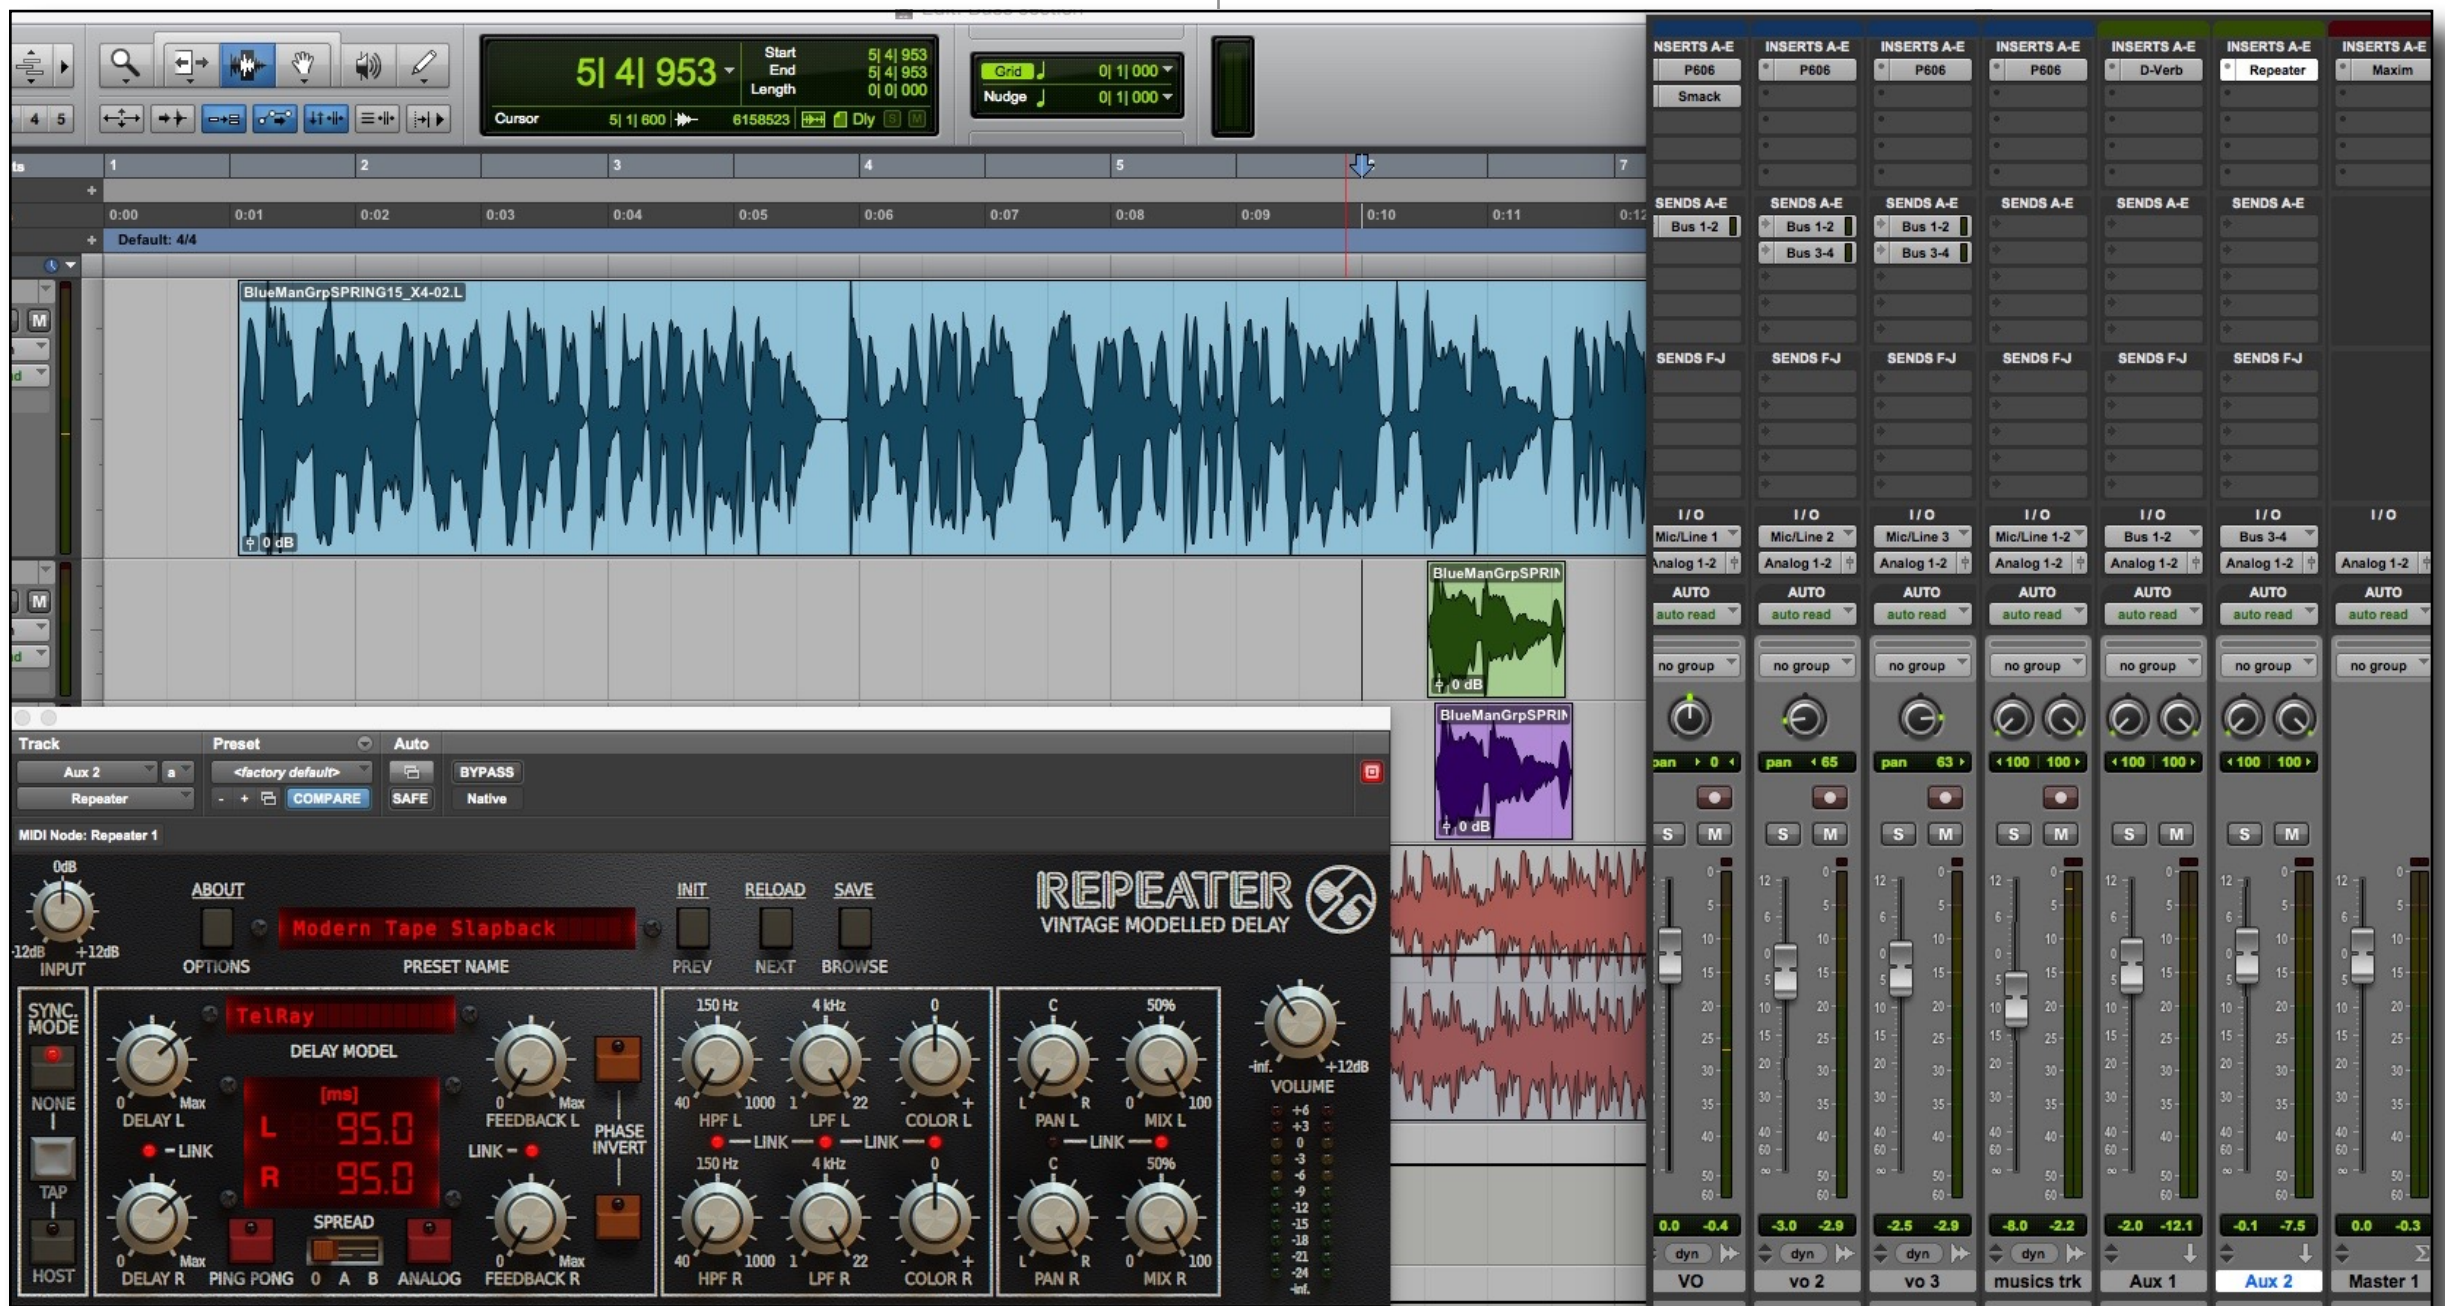 5| 4| 953
Start 5| 4| 953
End 5| 4| 953
Length 0| 0| 000
Cursor 5| 1| 600 6158523 Dly S M
Grid 0| 1| 000
Nudge 0| 1| 000
4 5
1 2 3 4 5 7
0:00 0:01 0:02 0:03 0:04 0:05 0:06 0:07 0:08 0:09 0:10 0:11 0:12
Default: 4/4
BlueManGrpSPRING15_X4-02.L
M
0 dB
BlueManGrpSPRIN
M
0 dB
BlueManGrpSPRIN
0 dB
Track Preset Auto
Aux 2 a <factory default> BYPASS
Repeater - + COMPARE SAFE Native
MIDI Node: Repeater 1
0dB
-12dB +12dB
INPUT
ABOUT
OPTIONS
Modern Tape Slapback
PRESET NAME
INIT RELOAD SAVE
PREV NEXT BROWSE
REPEATER
VINTAGE MODELLED DELAY
SYNC.
MODE
NONE
TAP
HOST
TelRay
DELAY MODEL
0 Max
DELAY L
LINK
0 Max
DELAY R
[ms]
L 95.0
R 95.0
SPREAD
PING PONG 0 A B ANALOG
0 Max
FEEDBACK L
LINK
0 Max
FEEDBACK R
PHASE
INVERT
150 Hz 4 kHz 0
40 1000 1 22 - +
HPF L LPF L COLOR L
LINK LINK
150 Hz 4 kHz 0
40 1000 1 22 - +
HPF R LPF R COLOR R
C 50%
L R 0 100
PAN L MIX L
LINK
C 50%
L R 0 100
PAN R MIX R
-inf. +12dB
VOLUME
+6
+3
0
-3
-6
-9
-12
-15
-18
-21
-24
-inf.
NSERTS A-E INSERTS A-E INSERTS A-E INSERTS A-E INSERTS A-E INSERTS A-E INSERTS A-E
P606 P606 P606 P606 D-Verb Repeater Maxim
Smack
SENDS A-E SENDS A-E SENDS A-E SENDS A-E SENDS A-E SENDS A-E
Bus 1-2 Bus 1-2 Bus 1-2
Bus 3-4 Bus 3-4
SENDS F-J SENDS F-J SENDS F-J SENDS F-J SENDS F-J SENDS F-J
I/O I/O I/O I/O I/O I/O I/O
Mic/Line 1 Mic/Line 2 Mic/Line 3 Mic/Line 1-2 Bus 1-2 Bus 3-4
Analog 1-2 Analog 1-2 Analog 1-2 Analog 1-2 Analog 1-2 Analog 1-2 Analog 1-2
AUTO AUTO AUTO AUTO AUTO AUTO AUTO
auto read auto read auto read auto read auto read auto read auto read
no group no group no group no group no group no group no group
pan 0 pan 65 pan 63 100 100 100 100 100 100
S M S M S M S M S M S M
0.0 -0.4 -3.0 -2.9 -2.5 -2.9 -8.0 -2.2 -2.0 -12.1 -0.1 -7.5 0.0 -0.3
dyn dyn dyn dyn
VO vo 2 vo 3 musics trk Aux 1 Aux 2 Master 1